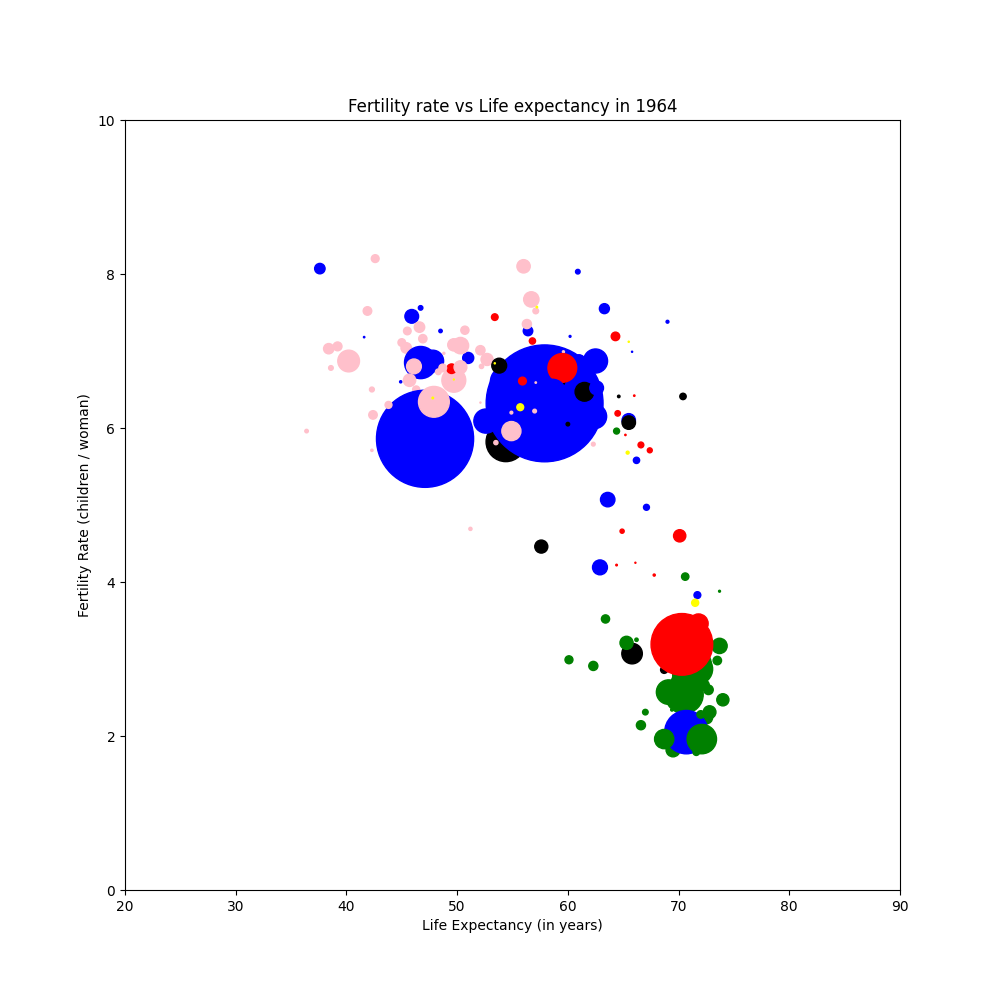 Fertility rate vs Life expectancy in 1964
10
8
6
4
2
0
Fertility Rate (children / woman)
20 30 40 50 60 70 80 90
Life Expectancy (in years)